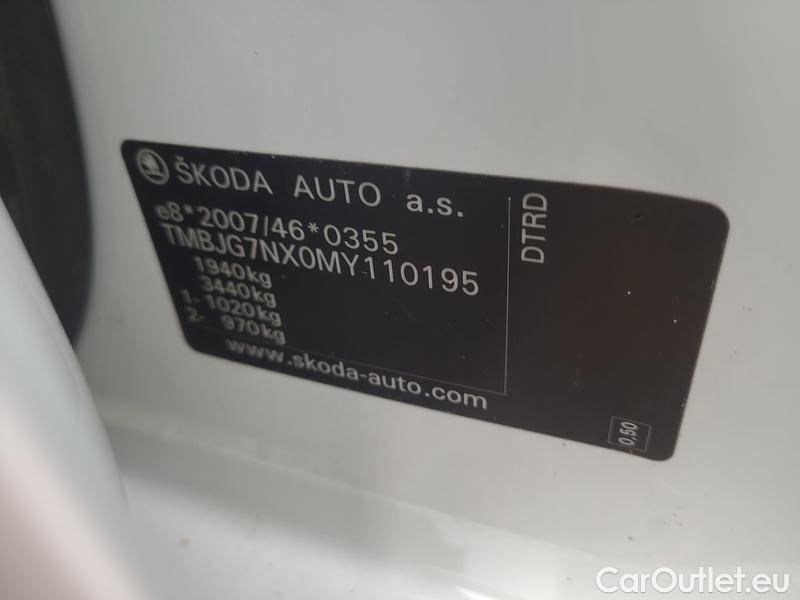 ŠKODA AUTO a.s.
e8*2007/46*0355
TMBJG7NX0MY110195
1940kg
3440kg
1- 1020kg
2- 970kg
www.skoda-auto.com
DTRD
0,50
CarOutlet.eu